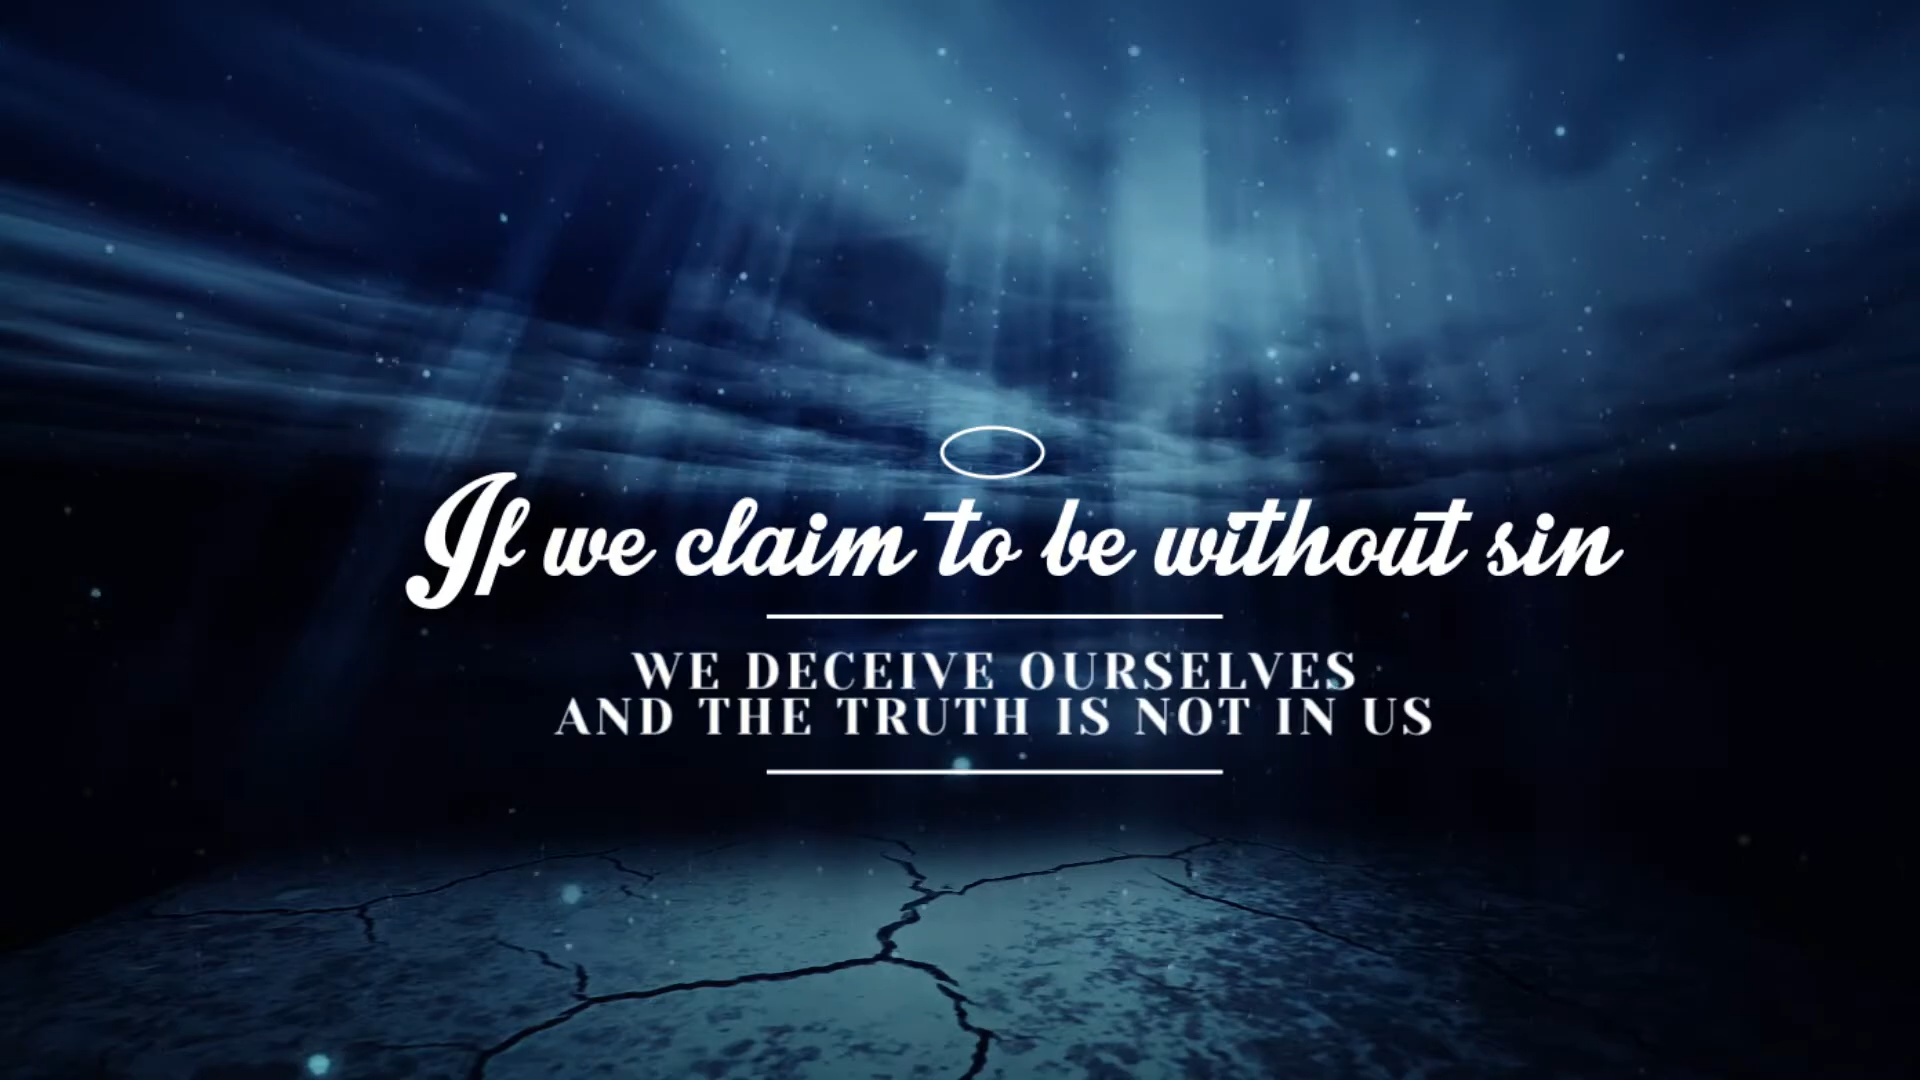 If we claim to be without sin
WE DECEIVE OURSELVES
AND THE TRUTH IS NOT IN US